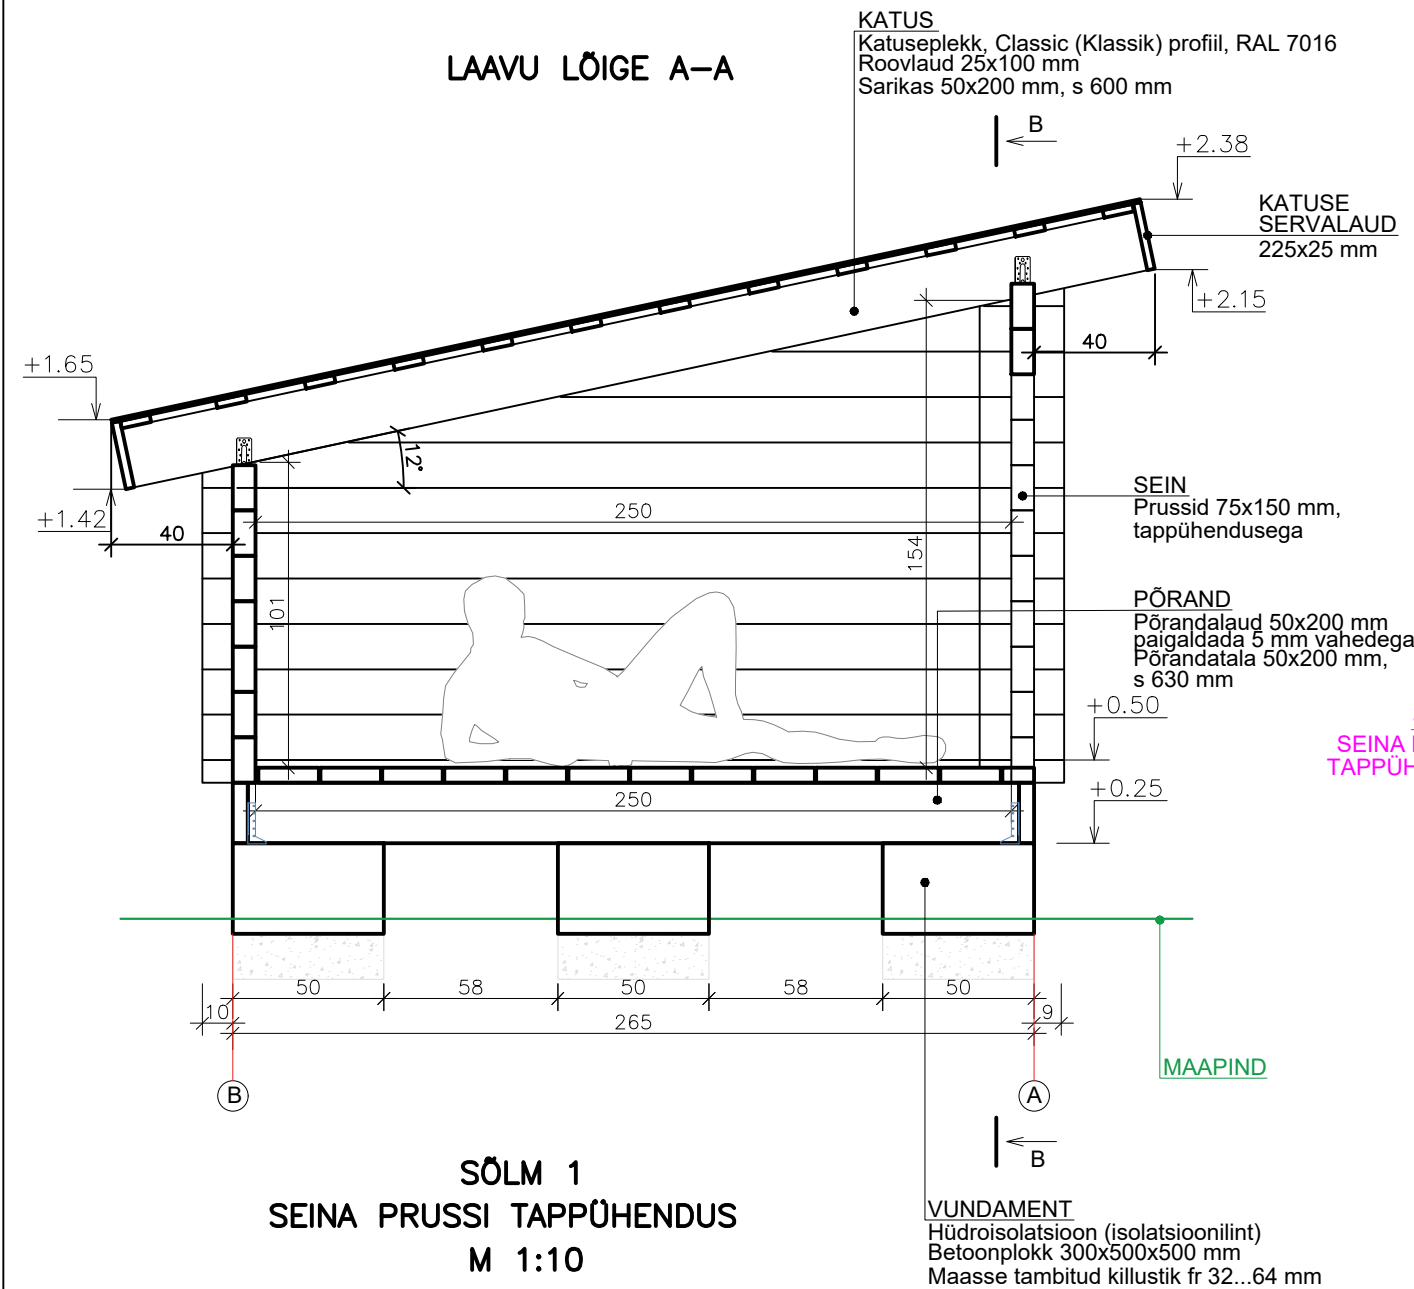 LAAVU LÕIGE A-A
KATUS
Katuseplekk, Classic (Klassik) profiil, RAL 7016
Roovlaud 25x100 mm
Sarikas 50x200 mm, s 600 mm
B
+2.38
KATUSE
SERVALAUD
225x25 mm
+2.15
40
+1.65
12°
+1.42
40
250
154
101
SEIN
Prussid 75x150 mm,
tappühendusega
PÕRAND
Põrandalaud 50x200 mm
paigaldada 5 mm vahedega
Põrandatala 50x200 mm,
s 630 mm
+0.50
SEINA
TAPPÜH
+0.25
250
50
58
50
58
50
10
265
9
MAAPIND
B
A
B
SÕLM 1
SEINA PRUSSI TAPPÜHENDUS
M 1:10
VUNDAMENT
Hüdroisolatsioon (isolatsioonilint)
Betoonplokk 300x500x500 mm
Maasse tambitud killustik fr 32...64 mm